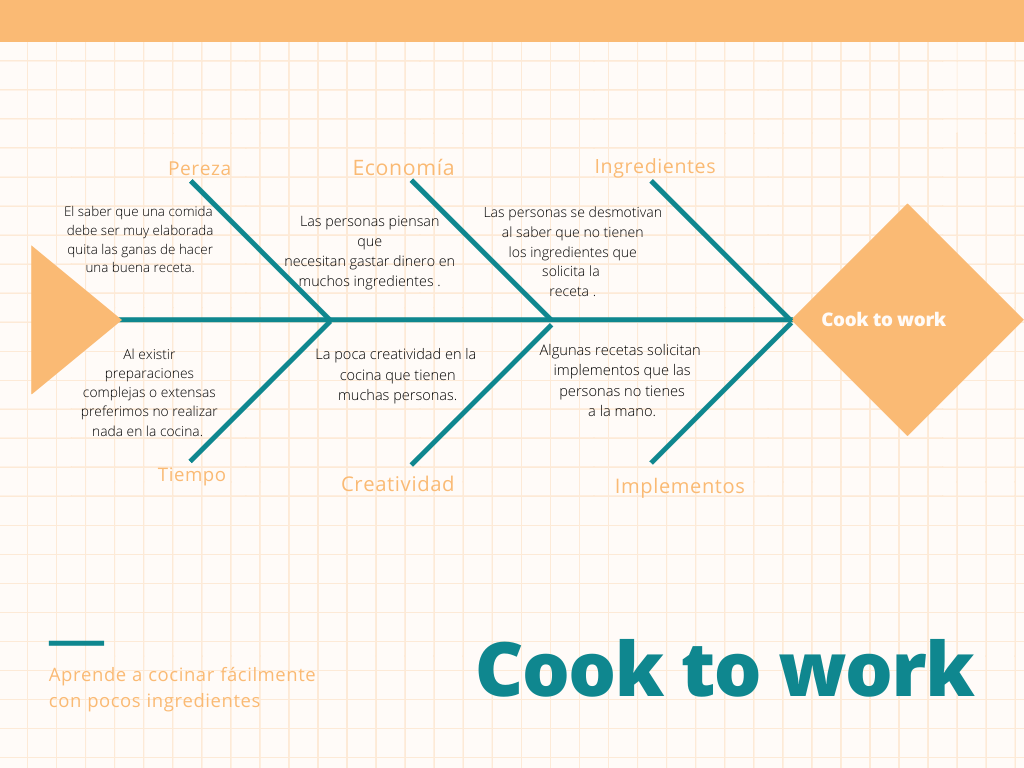 Pereza
Economía
Ingredientes
El saber que una comida
debe ser muy elaborada
quita las ganas de hacer
una buena receta.
Las personas piensan
que
necesitan gastar dinero en
muchos ingredientes .
Las personas se desmotivan
al saber que no tienen
los ingredientes que
solicita la
receta .
Cook to work
Al existir
preparaciones
complejas o extensas
preferimos no realizar
nada en la cocina.
La poca creatividad en la
cocina que tienen
muchas personas.
Algunas recetas solicitan
implementos que las
personas no tienes
a la mano.
Tiempo
Creatividad
Implementos
Aprende a cocinar fácilmente
con pocos ingredientes
Cook to work